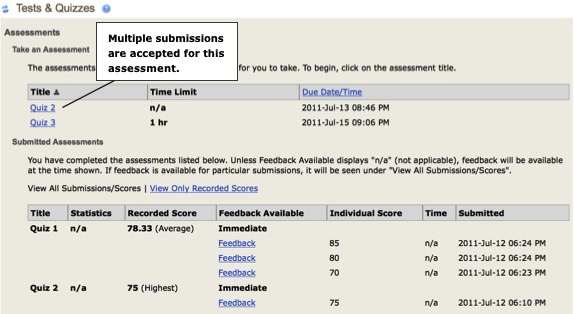 Tests & Quizzes
Assessments
Multiple submissions
are accepted for this
assessment.
Take an Assessment
The assessments for you to take. To begin, click on the assessment title.
Title Time Limit Due Date/Time
Quiz 2 n/a 2011-Jul-13 08:46 PM
Quiz 3 1 hr 2011-Jul-15 09:06 PM
Submitted Assessments
You have completed the assessments listed below. Unless Feedback Available displays "n/a" (not applicable), feedback will be available
at the time shown. If feedback is available for particular submissions, it will be seen under "View All Submissions/Scores".
View All Submissions/Scores | View Only Recorded Scores
Title Statistics Recorded Score Feedback Available Individual Score Time Submitted
Quiz 1 n/a 78.33 (Average) Immediate
Feedback 85 n/a 2011-Jul-12 06:24 PM
Feedback 80 n/a 2011-Jul-12 06:24 PM
Feedback 70 n/a 2011-Jul-12 06:23 PM
Quiz 2 n/a 75 (Highest) Immediate
Feedback 75 n/a 2011-Jul-12 06:10 PM